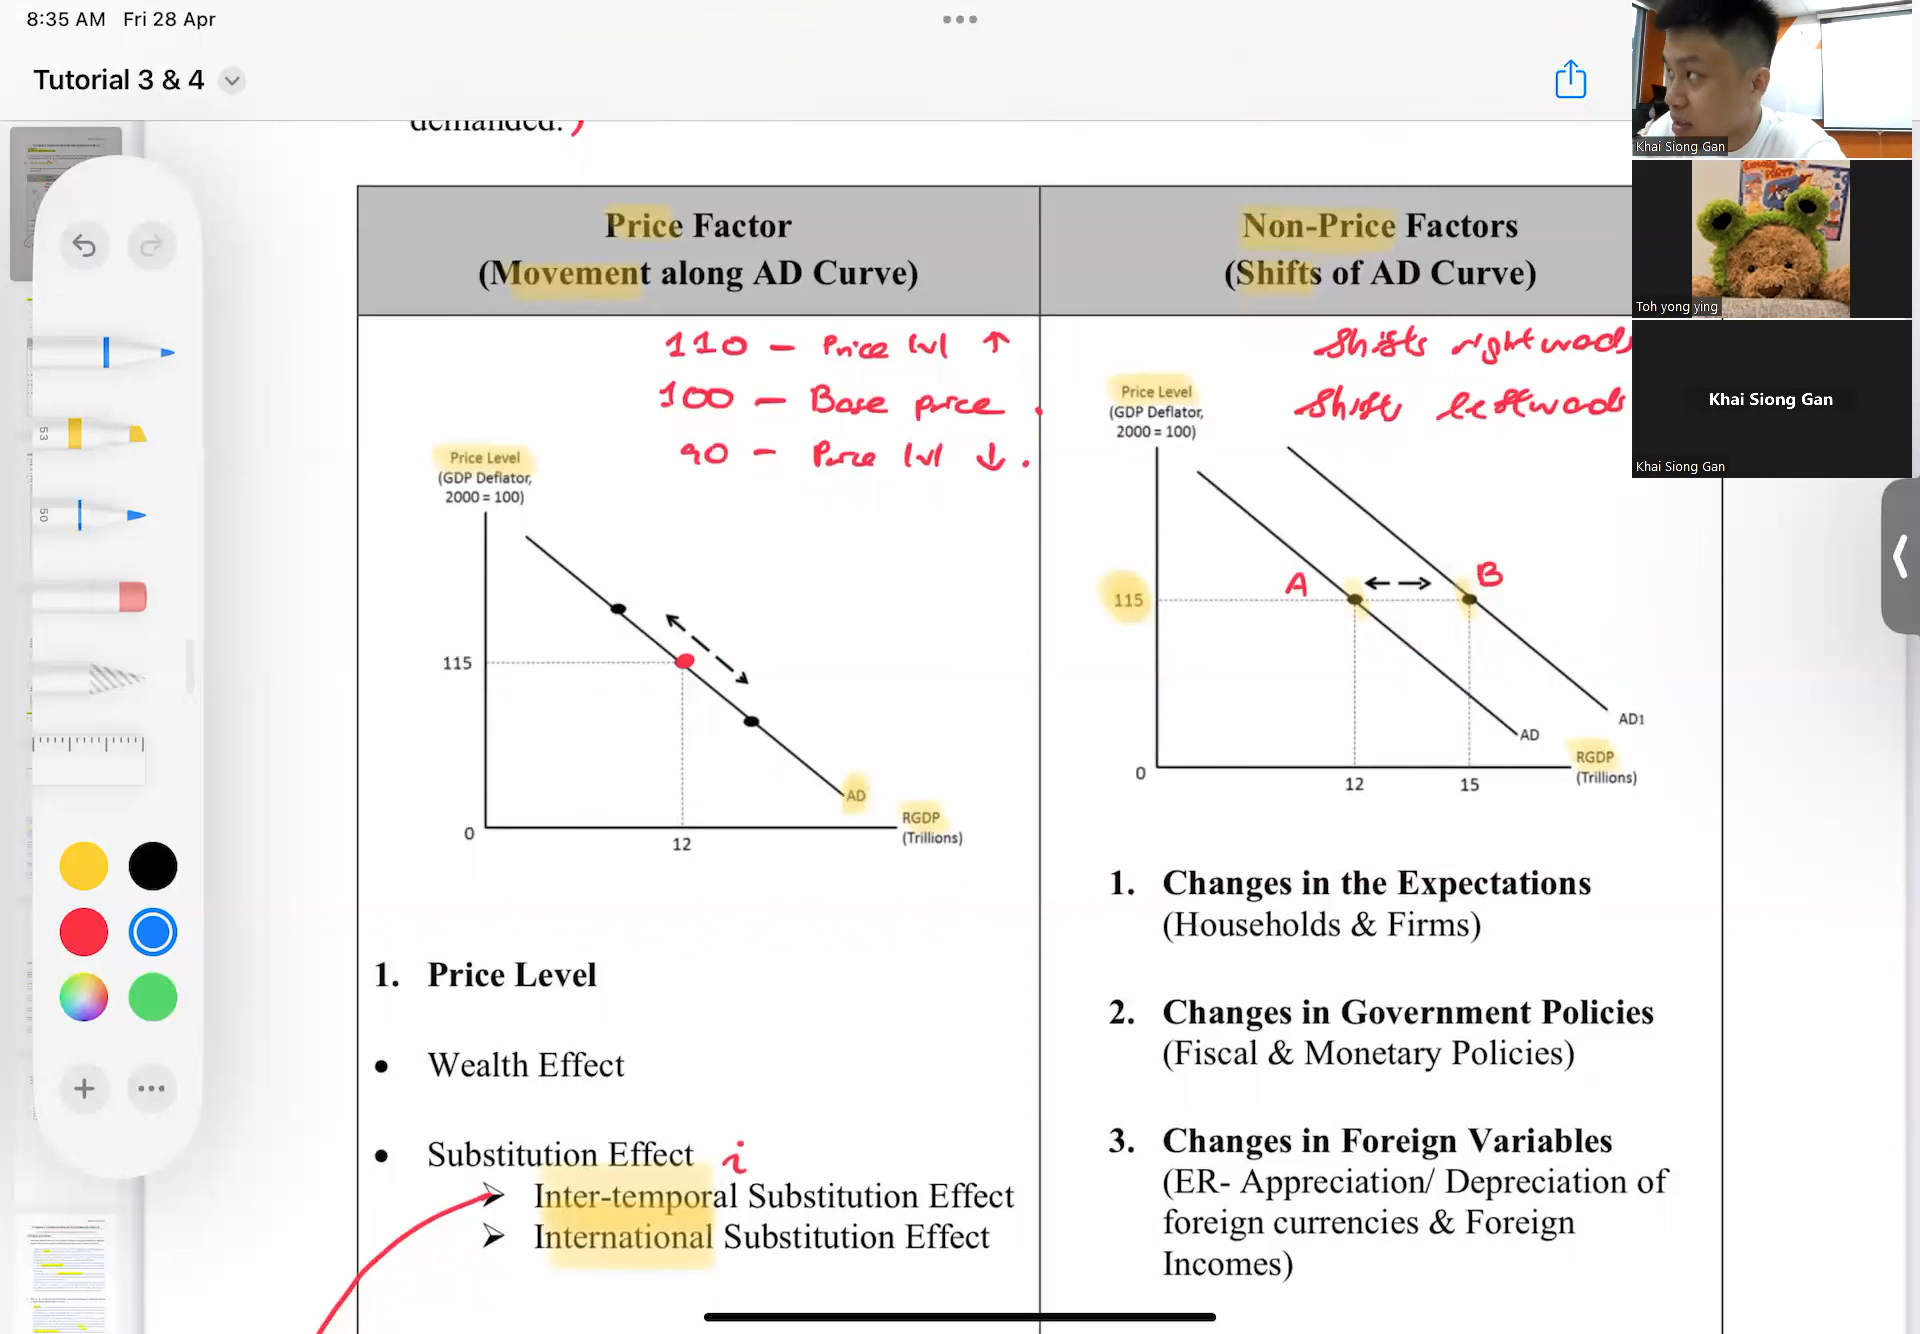 8:35 AM Fri 28 Apr
Tutorial 3 & 4
demanded.)
Khai Siong Gan
Toh yong ying
Khai Siong Gan
Khai Siong Gan
53
50
Price Factor
(Movement along AD Curve)
110 — Price lvl ↑
100 — Base price .
90 — Price lvl ↓ .
Price Level
(GDP Deflator,
2000 = 100)
115
0
12
AD
RGDP
(Trillions)
1. Price Level
• Wealth Effect
• Substitution Effect i
➢ Inter-temporal Substitution Effect
➢ International Substitution Effect
Non-Price Factors
(Shifts of AD Curve)
Shifts rightwads
Shifts leftwads
Price Level
(GDP Deflator,
2000 = 100)
115
A
B
AD1
AD
0
12
15
RGDP
(Trillions)
1. Changes in the Expectations
(Households & Firms)
2. Changes in Government Policies
(Fiscal & Monetary Policies)
3. Changes in Foreign Variables
(ER- Appreciation/ Depreciation of
foreign currencies & Foreign
Incomes)